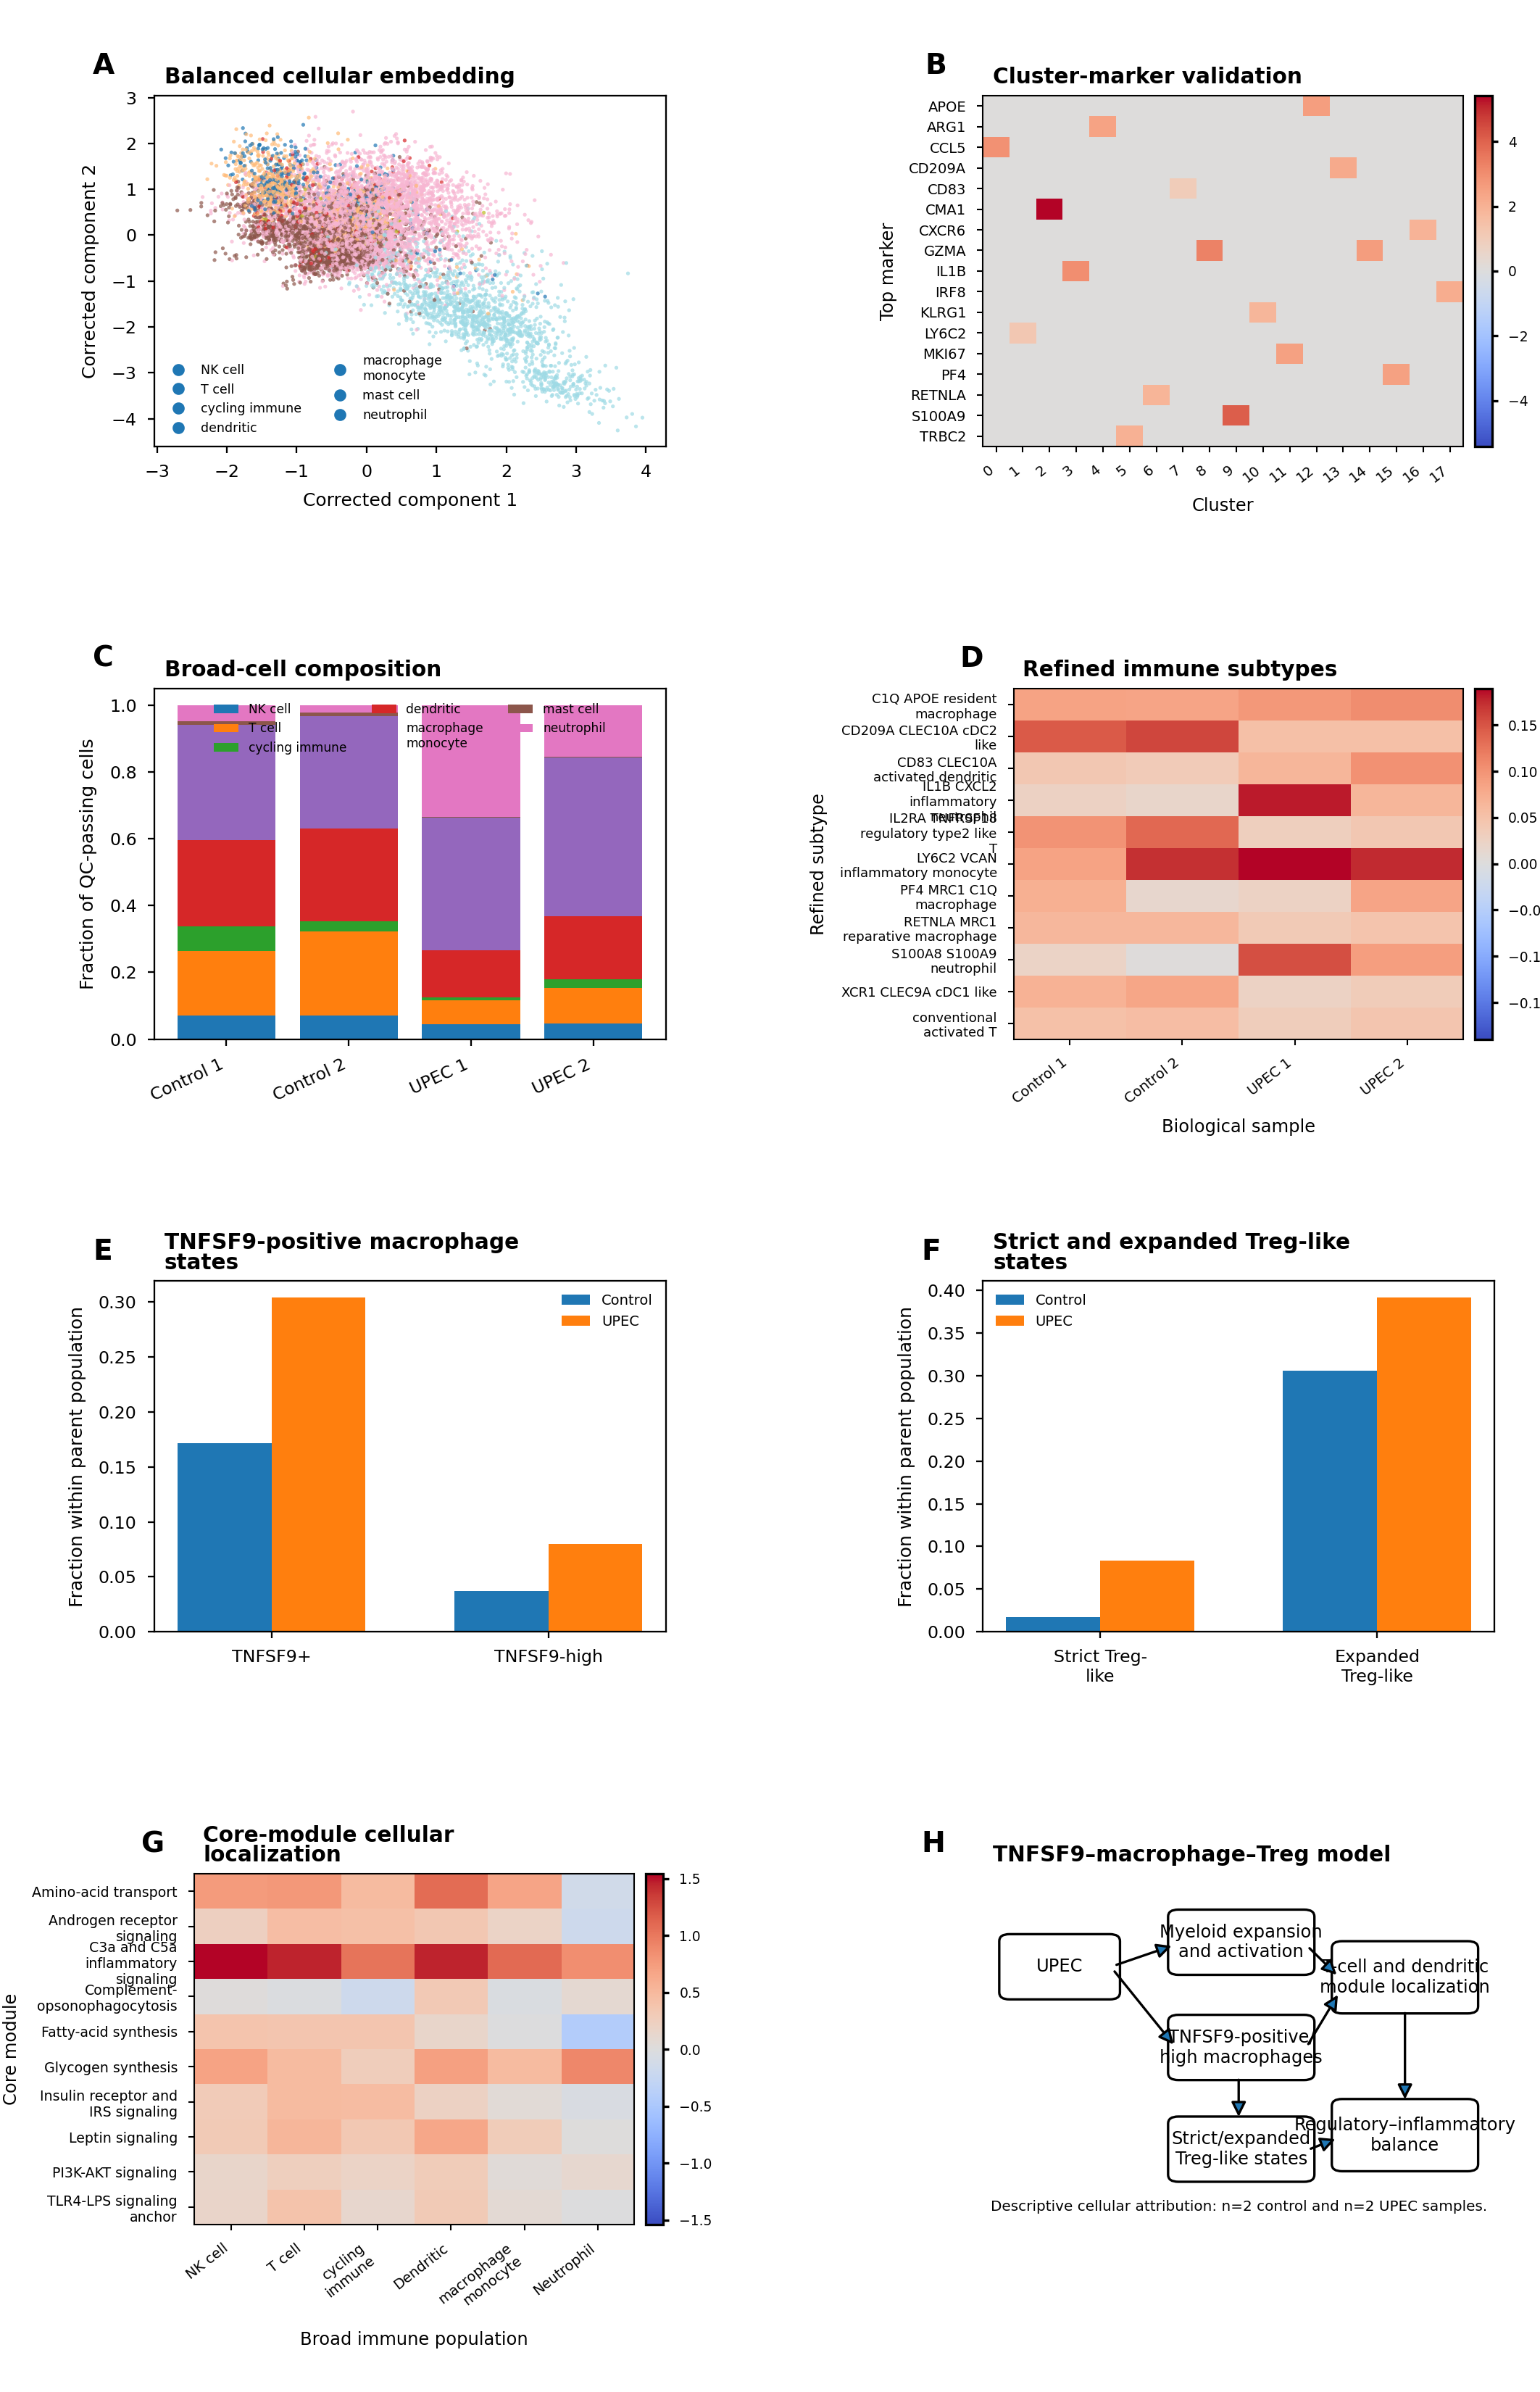 A
Balanced cellular embedding
3
2
1
0
−1
−2
−3
−4
Corrected component 2
NK cell
T cell
cycling immune
dendritic
macrophage
monocyte
mast cell
neutrophil
−3
−2
−1
0
1
2
3
4
Corrected component 1
B
Cluster-marker validation
Top marker
APOE
ARG1
CCL5
CD209A
CD83
CMA1
CXCR6
GZMA
IL1B
IRF8
KLRG1
LY6C2
MKI67
PF4
RETNLA
S100A9
TRBC2
0
1
2
3
4
5
6
7
8
9
10
11
12
13
14
15
16
17
Cluster
4
2
0
−2
−4
C
Broad-cell composition
1.0
0.8
0.6
0.4
0.2
0.0
Fraction of QC-passing cells
NK cell
T cell
cycling immune
dendritic
macrophage
monocyte
mast cell
neutrophil
Control 1
Control 2
UPEC 1
UPEC 2
D
Refined immune subtypes
Refined subtype
C1Q APOE resident
macrophage
CD209A CLEC10A cDC2
like
CD83 CLEC10A
activated dendritic
IL1B CXCL2
inflammatory
neutrophil
IL2RA TNFRSF18
regulatory type2 like
T
LY6C2 VCAN
inflammatory monocyte
PF4 MRC1 C1Q
macrophage
RETNLA MRC1
reparative macrophage
S100A8 S100A9
neutrophil
XCR1 CLEC9A cDC1 like
conventional
activated T
Control 1
Control 2
UPEC 1
UPEC 2
Biological sample
0.15
0.10
0.05
0.00
−0.0
−0.1
−0.1
E
TNFSF9-positive macrophage
states
0.30
0.25
0.20
0.15
0.10
0.05
0.00
Fraction within parent population
Control
UPEC
TNFSF9+
TNFSF9-high
F
Strict and expanded Treg-like
states
0.40
0.35
0.30
0.25
0.20
0.15
0.10
0.05
0.00
Fraction within parent population
Control
UPEC
Strict Treg-
like
Expanded
Treg-like
G
Core-module cellular
localization
Core module
Amino-acid transport
Androgen receptor
signaling
C3a and C5a
inflammatory
signaling
Complement-
opsonophagocytosis
Fatty-acid synthesis
Glycogen synthesis
Insulin receptor and
IRS signaling
Leptin signaling
PI3K-AKT signaling
TLR4-LPS signaling
anchor
NK cell
T cell
cycling
immune
Dendritic
macrophage
monocyte
Neutrophil
Broad immune population
1.5
1.0
0.5
0.0
−0.5
−1.0
−1.5
H
TNFSF9–macrophage–Treg model
UPEC
Myeloid expansion
and activation
-cell and dendritic
module localization
TNFSF9-positive/
high macrophages
Strict/expanded
Treg-like states
Regulatory–inflammatory
balance
Descriptive cellular attribution: n=2 control and n=2 UPEC samples.